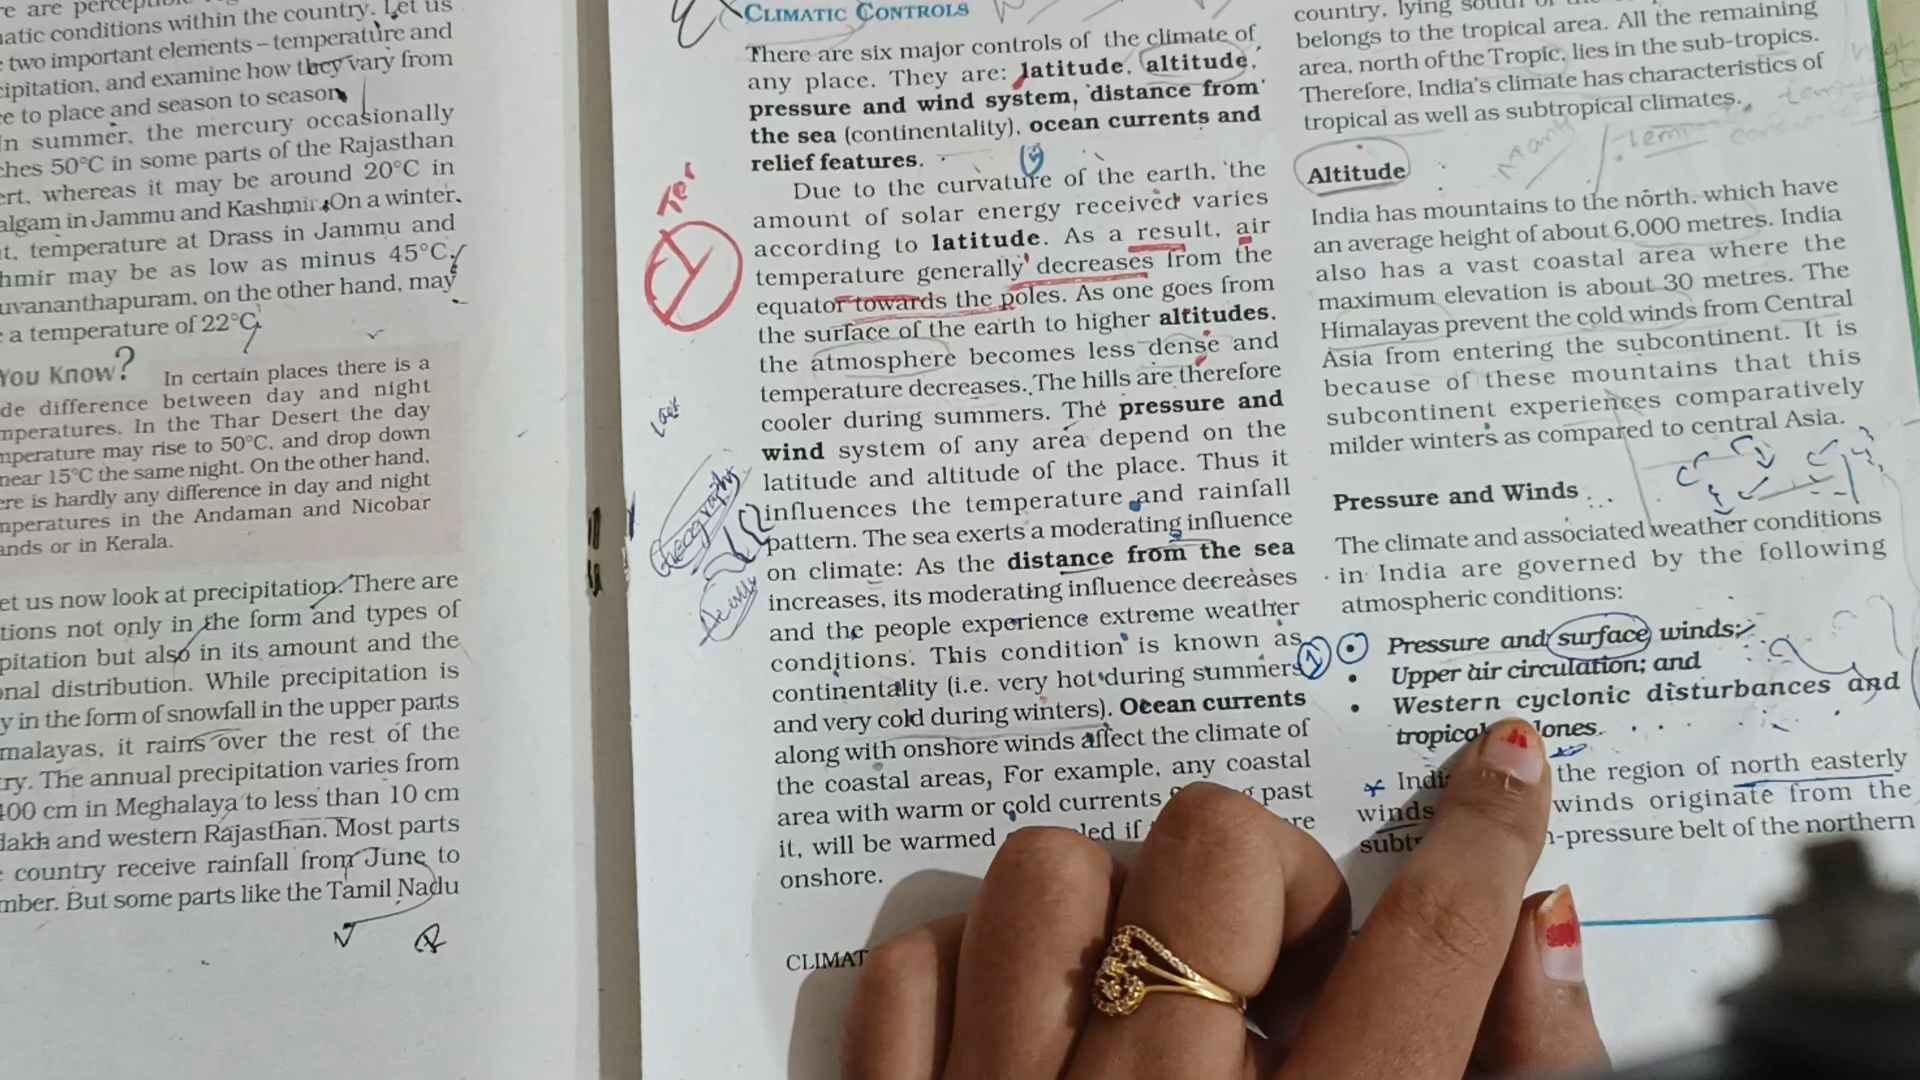 natic conditions within the country. Let us
two important elements – temperature and
cipitation, and examine how they vary from
e to place and season to season.
In summer, the mercury occasionally
ches 50°C in some parts of the Rajasthan
ert, whereas it may be around 20°C in
algam in Jammu and Kashmir. On a winter
t, temperature at Drass in Jammu and
hmir may be as low as minus 45°C.
uvananthapuram, on the other hand, may
a temperature of 22°C.
You Know?
In certain places there is a
de difference between day and night
mperatures. In the Thar Desert the day
mperature may rise to 50°C, and drop down
near 15°C the same night. On the other hand,
ere is hardly any difference in day and night
mperatures in the Andaman and Nicobar
ands or in Kerala.
et us now look at precipitation. There are
tions not only in the form and types of
pitation but also in its amount and the
onal distribution. While precipitation is
y in the form of snowfall in the upper parts
malayas, it rains over the rest of the
ry. The annual precipitation varies from
400 cm in Meghalaya to less than 10 cm
lakh and western Rajasthan. Most parts
country receive rainfall from June to
mber. But some parts like the Tamil Nadu
CLIMATIC CONTROLS
There are six major controls of the climate of
any place. They are: latitude, altitude,
pressure and wind system, distance from
the sea (continentality), ocean currents and
relief features.
Due to the curvature of the earth, the
amount of solar energy received varies
according to latitude. As a result, air
temperature generally decreases from the
equator towards the poles. As one goes from
the surface of the earth to higher altitudes,
the atmosphere becomes less dense and
temperature decreases. The hills are therefore
cooler during summers. The pressure and
wind system of any area depend on the
latitude and altitude of the place. Thus it
influences the temperature and rainfall
pattern. The sea exerts a moderating influence
on climate: As the distance from the sea
increases, its moderating influence decreases
and the people experience extreme weather
conditions. This condition is known as
continentality (i.e. very hot during summers
and very cold during winters). Ocean currents
along with onshore winds affect the climate of
the coastal areas, For example, any coastal
area with warm or cold currents past
it, will be warmed led if
onshore.
CLIMAT
country, lying south of the
belongs to the tropical area. All the remaining
area, north of the Tropic, lies in the sub-tropics.
Therefore, India's climate has characteristics of
tropical as well as subtropical climates.
Altitude
India has mountains to the north, which have
an average height of about 6,000 metres. India
also has a vast coastal area where the
maximum elevation is about 30 metres. The
Himalayas prevent the cold winds from Central
Asia from entering the subcontinent. It is
because of these mountains that this
subcontinent experiences comparatively
milder winters as compared to central Asia.
Pressure and Winds
The climate and associated weather conditions
in India are governed by the following
atmospheric conditions:
① • Pressure and surface winds;
• Upper air circulation; and
• Western cyclonic disturbances and
tropical ones.
Indi the region of north easterly
winds winds originate from the
subt -pressure belt of the northern